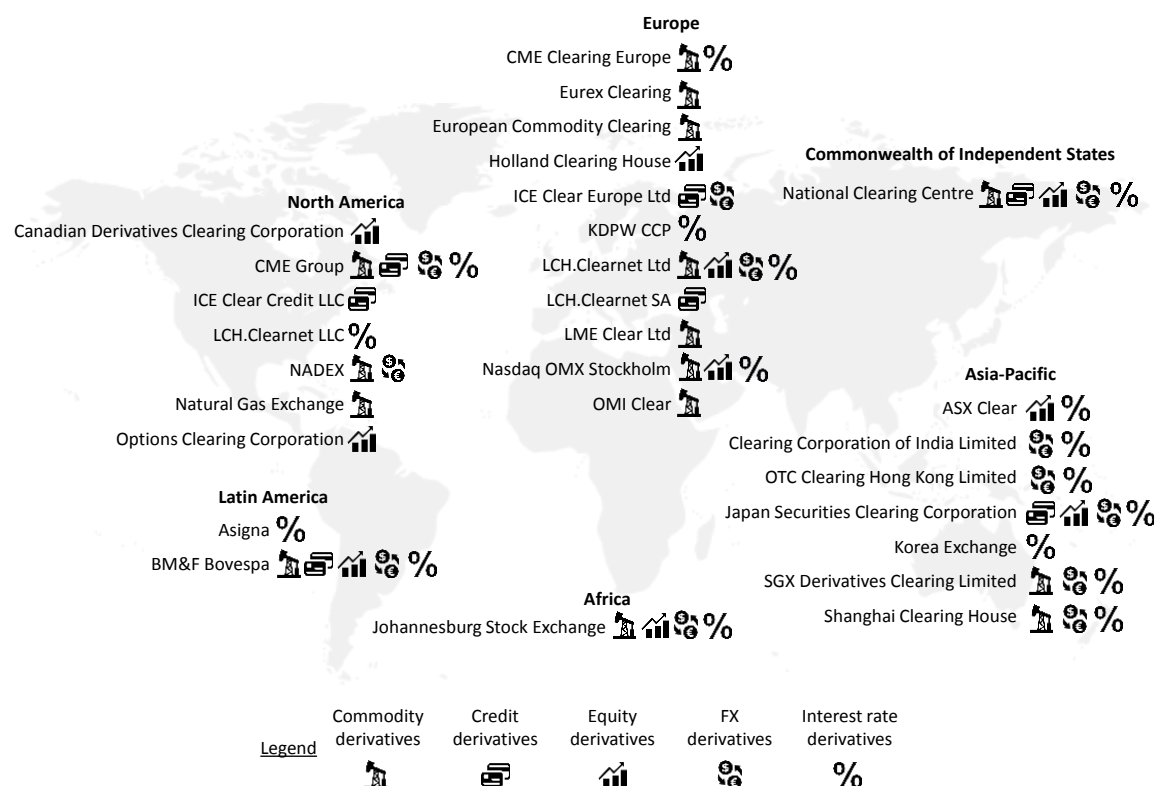 Europe
CME Clearing Europe %
Eurex Clearing
European Commodity Clearing
Holland Clearing House
ICE Clear Europe Ltd
KDPW CCP %
LCH.Clearnet Ltd %
LCH.Clearnet SA
LME Clear Ltd
Nasdaq OMX Stockholm %
OMI Clear
Commonwealth of Independent States
National Clearing Centre %
North America
Canadian Derivatives Clearing Corporation
CME Group %
ICE Clear Credit LLC
LCH.Clearnet LLC %
NADEX
Natural Gas Exchange
Options Clearing Corporation
Asia-Pacific
ASX Clear %
Clearing Corporation of India Limited %
OTC Clearing Hong Kong Limited %
Japan Securities Clearing Corporation %
Korea Exchange %
SGX Derivatives Clearing Limited %
Shanghai Clearing House %
Latin America
Asigna %
BM&F Bovespa %
Africa
Johannesburg Stock Exchange %
Legend
Commodity
derivatives
Credit
derivatives
Equity
derivatives
FX
derivatives
Interest rate
derivatives
%